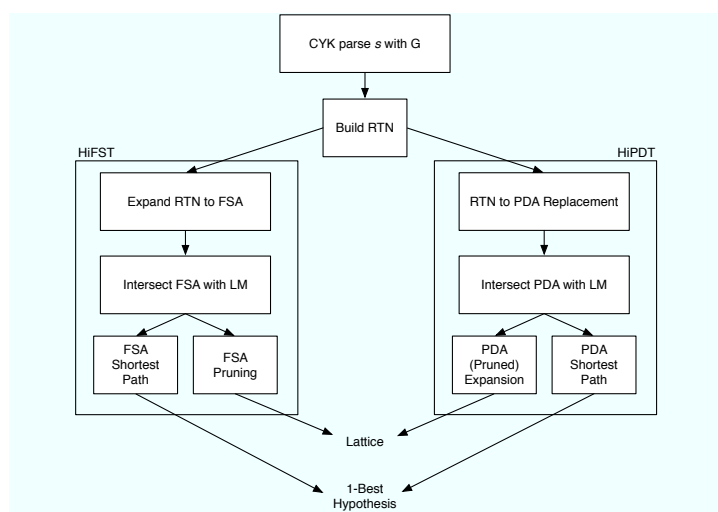 CYK parse s with G
Build RTN
HiFST
HiPDT
Expand RTN to FSA
RTN to PDA Replacement
Intersect FSA with LM
Intersect PDA with LM
FSA
Shortest
Path
FSA
Pruning
PDA
(Pruned)
Expansion
PDA
Shortest
Path
Lattice
1-Best
Hypothesis